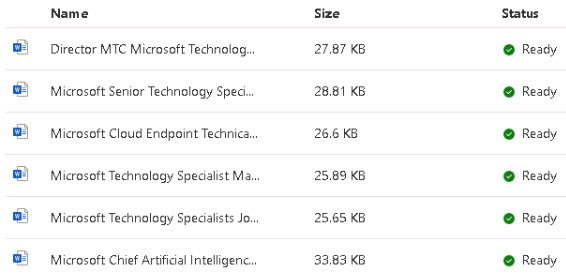 Name Size Status
Director MTC Microsoft Technolog... 27.87 KB Ready
Microsoft Senior Technology Speci... 28.81 KB Ready
Microsoft Cloud Endpoint Technica... 26.6 KB Ready
Microsoft Technology Specialist Ma... 25.89 KB Ready
Microsoft Technology Specialists Jo... 25.65 KB Ready
Microsoft Chief Artificial Intelligenc... 33.83 KB Ready